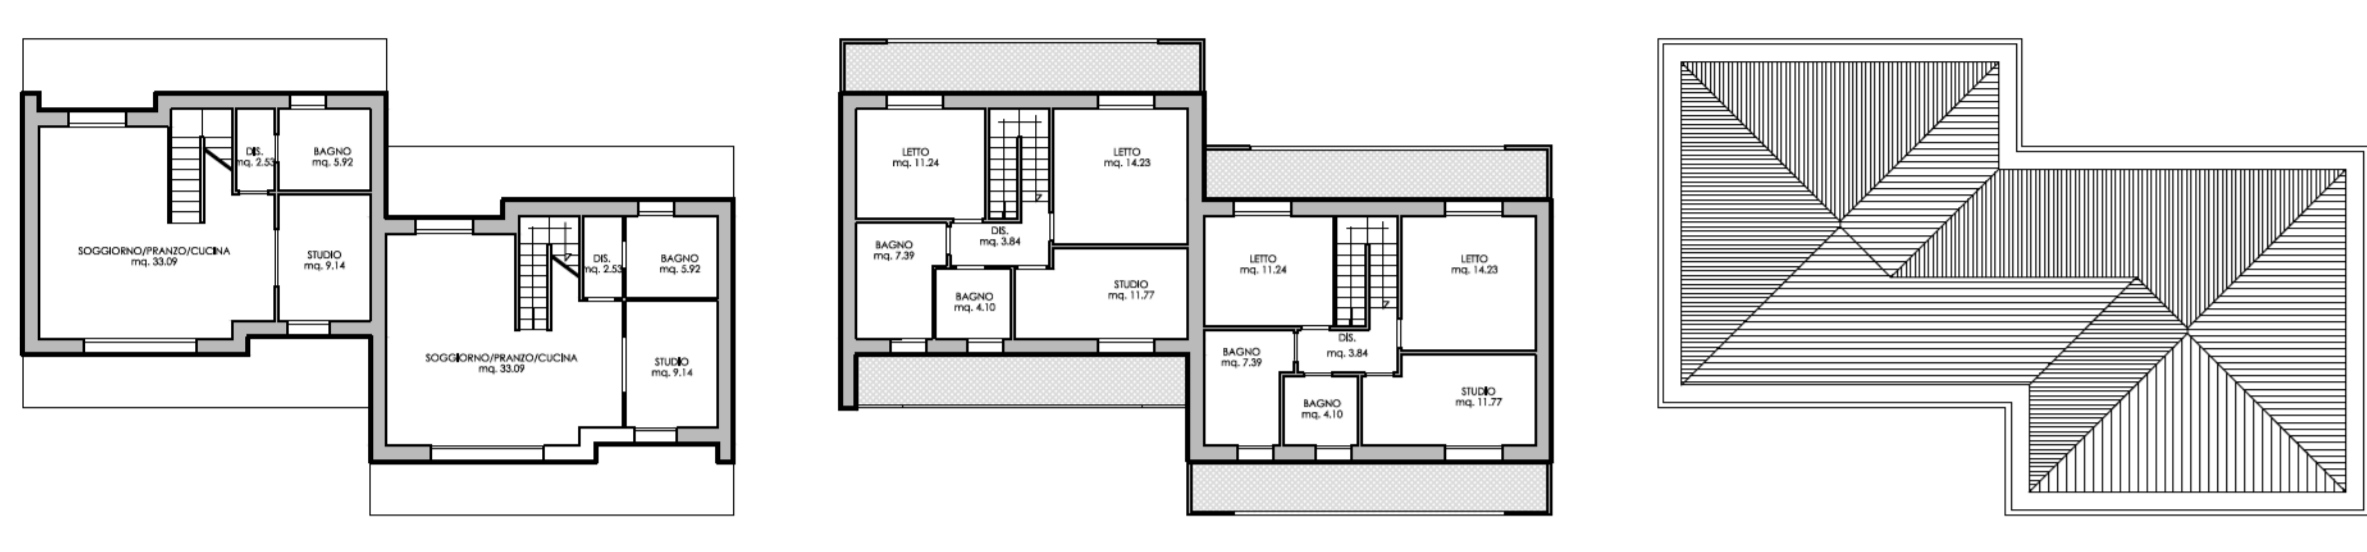 DIS.
mq. 2.53
BAGNO
mq. 5.92
SOGGIORNO/PRANZO/CUCINA
mq. 33.09
STUDIO
mq. 9.14
DIS.
mq. 2.53
BAGNO
mq. 5.92
SOGGIORNO/PRANZO/CUCINA
mq. 33.09
STUDIO
mq. 9.14
LETTO
mq. 11.24
LETTO
mq. 14.23
DIS.
mq. 3.84
BAGNO
mq. 7.39
BAGNO
mq. 4.10
STUDIO
mq. 11.77
LETTO
mq. 11.24
LETTO
mq. 14.23
DIS.
mq. 3.84
BAGNO
mq. 7.39
BAGNO
mq. 4.10
STUDIO
mq. 11.77